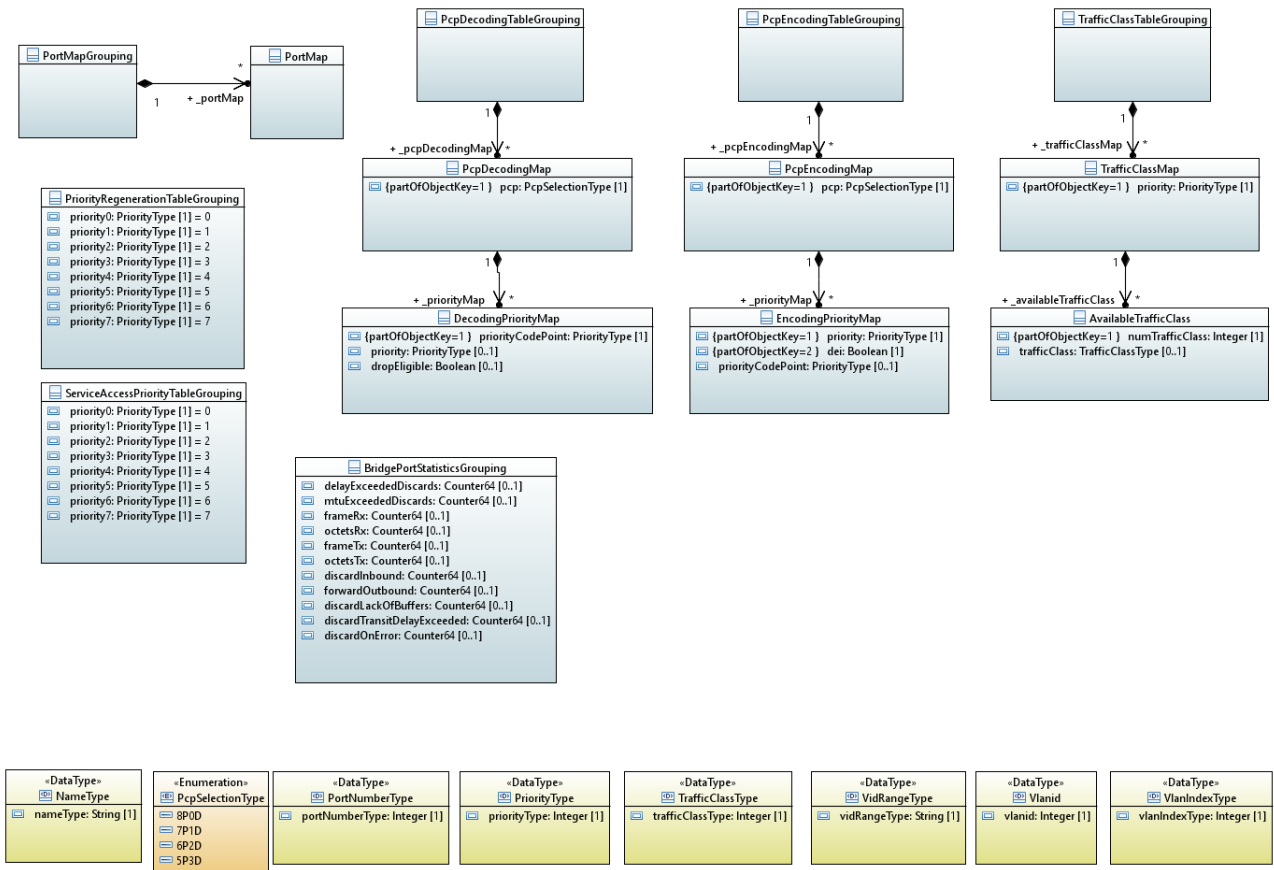 PortMapGrouping
1
+ _portMap
*
PortMap
PcpDecodingTableGrouping
1
+ _pcpDecodingMap
*
PcpDecodingMap
{partOfObjectKey=1 } pcp: PcpSelectionType [1]
1
+ _priorityMap
*
DecodingPriorityMap
{partOfObjectKey=1 } priorityCodePoint: PriorityType [1]
priority: PriorityType [0..1]
dropEligible: Boolean [0..1]
PcpEncodingTableGrouping
1
+ _pcpEncodingMap
*
PcpEncodingMap
{partOfObjectKey=1 } pcp: PcpSelectionType [1]
1
+ _priorityMap
*
EncodingPriorityMap
{partOfObjectKey=1 } priority: PriorityType [1]
{partOfObjectKey=2 } dei: Boolean [1]
priorityCodePoint: PriorityType [0..1]
TrafficClassTableGrouping
1
+ _trafficClassMap
*
TrafficClassMap
{partOfObjectKey=1 } priority: PriorityType [1]
1
+ _availableTrafficClass
*
AvailableTrafficClass
{partOfObjectKey=1 } numTrafficClass: Integer [1]
trafficClass: TrafficClassType [0..1]
PriorityRegenerationTableGrouping
priority0: PriorityType [1] = 0
priority1: PriorityType [1] = 1
priority2: PriorityType [1] = 2
priority3: PriorityType [1] = 3
priority4: PriorityType [1] = 4
priority5: PriorityType [1] = 5
priority6: PriorityType [1] = 6
priority7: PriorityType [1] = 7
ServiceAccessPriorityTableGrouping
priority0: PriorityType [1] = 0
priority1: PriorityType [1] = 1
priority2: PriorityType [1] = 2
priority3: PriorityType [1] = 3
priority4: PriorityType [1] = 4
priority5: PriorityType [1] = 5
priority6: PriorityType [1] = 6
priority7: PriorityType [1] = 7
BridgePortStatisticsGrouping
delayExceededDiscards: Counter64 [0..1]
mtuExceededDiscards: Counter64 [0..1]
frameRx: Counter64 [0..1]
octetsRx: Counter64 [0..1]
frameTx: Counter64 [0..1]
octetsTx: Counter64 [0..1]
discardInbound: Counter64 [0..1]
forwardOutbound: Counter64 [0..1]
discardLackOfBuffers: Counter64 [0..1]
discardTransitDelayExceeded: Counter64 [0..1]
discardOnError: Counter64 [0..1]
«DataType»
NameType
nameType: String [1]
«Enumeration»
PcpSelectionType
8P0D
7P1D
6P2D
5P3D
«DataType»
PortNumberType
portNumberType: Integer [1]
«DataType»
PriorityType
priorityType: Integer [1]
«DataType»
TrafficClassType
trafficClassType: Integer [1]
«DataType»
VidRangeType
vidRangeType: String [1]
«DataType»
Vlanid
vlanid: Integer [1]
«DataType»
VlanIndexType
vlanIndexType: Integer [1]